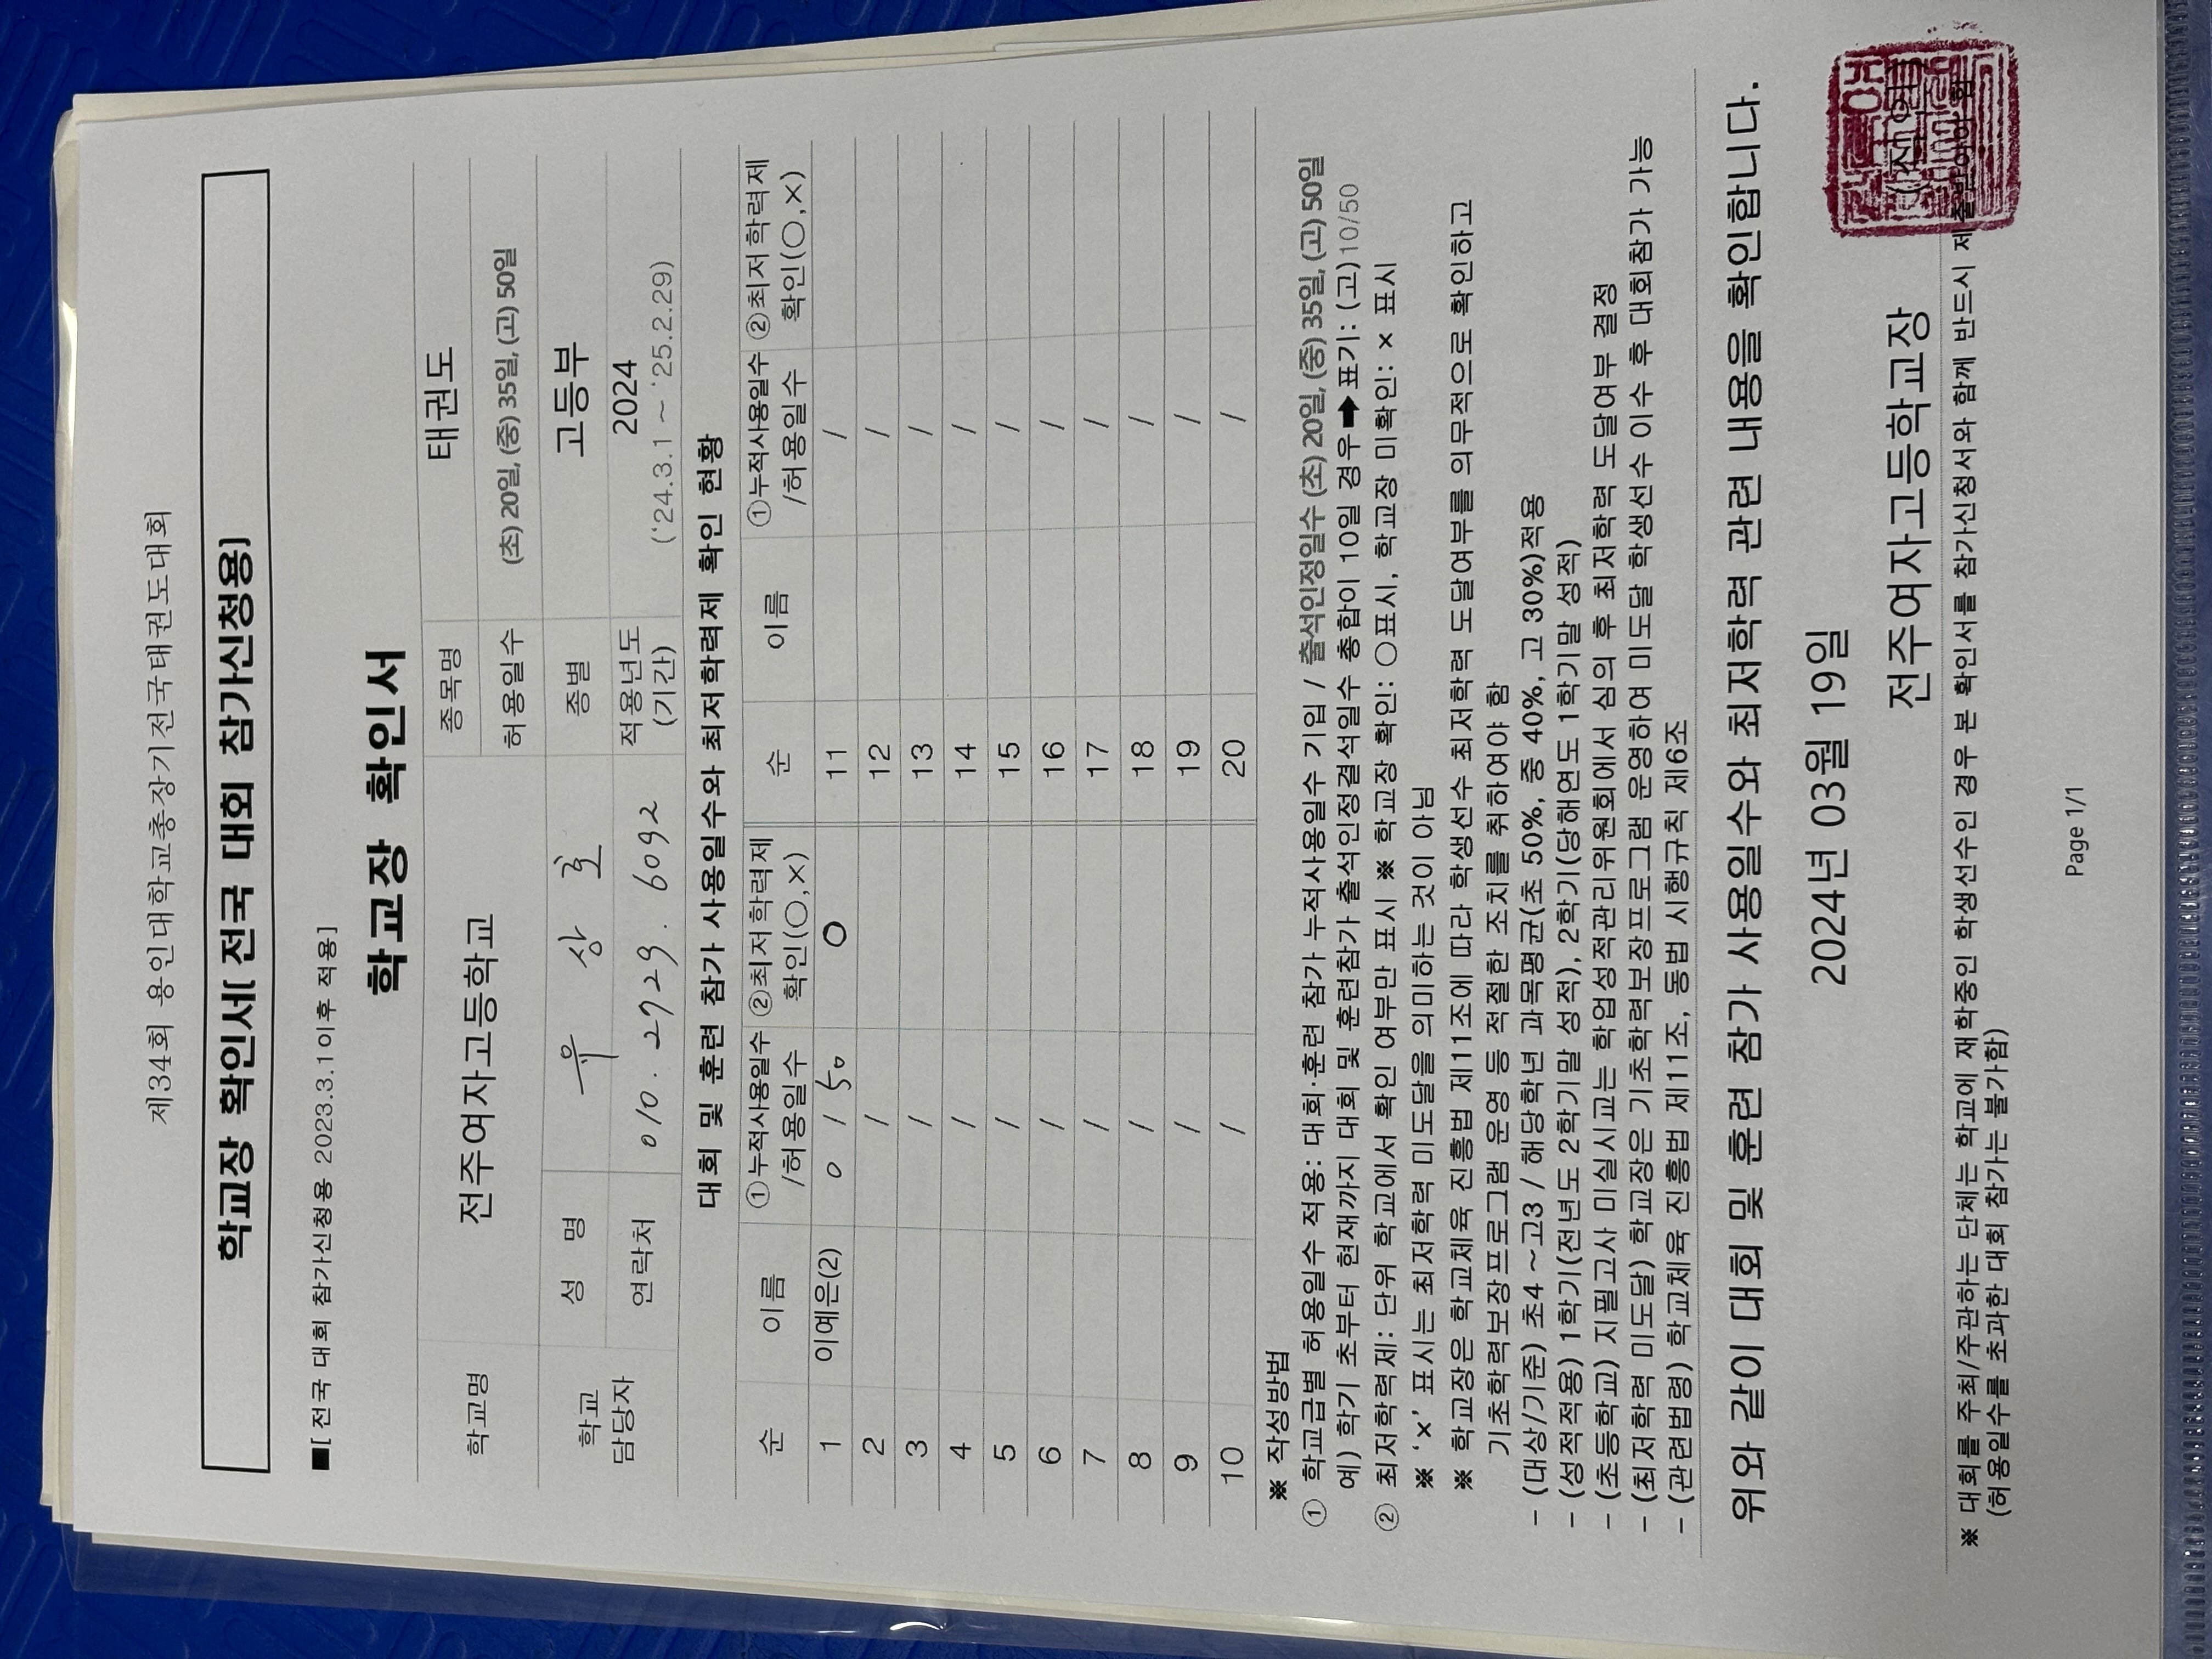 제34회 용인대학교총장기전국태권도대회
학교장 확인서( 전국 대회 참가신청용)
■[ 전국 대회 참가신청용 2023.3.1이후 적용]
학교장 확인서
학교명 전주여자고등학교 종목명 태권도
허용일수 (초) 20일, (중) 35일, (고) 50일
학교 담당자 성 명 유 상 호 종별 고등부
연락처 010. 2729. 6092 적용년도 (기간) 2024
(‘24.3.1 ~ ‘25.2.29)
대회 및 훈련 참가 사용일수와 최저학력제 확인 현황
순 이름 ①누적사용일수 /허용일수 ②최저학력제 확인(○,×) 순 이름 ①누적사용일수 /허용일수 ②최저학력제 확인(○,×)
1 이예은(2) 0 / 50 ○ 11 /
2 / 12 /
3 / 13 /
4 / 14 /
5 / 15 /
6 / 16 /
7 / 17 /
8 / 18 /
9 / 19 /
10 / 20 /
※ 작성방법
① 학교급별 허용일수 적용: 대회·훈련 참가 누적사용일수 기입 / 출석인정일수 (초) 20일, (중) 35일, (고) 50일
예) 학기 초부터 현재까지 대회 및 훈련참가 출석인정결석일수 총합이 10일 경우➡표기: (고)10/50
② 최저학력제: 단위 학교에서 확인 여부만 표시 ※ 학교장 확인: ○표시, 학교장 미확인: × 표시
※ ‘×’ 표시는 최저학력 미도달을 의미하는 것이 아님
※ 학교장은 학교체육 진흥법 제11조에 따라 학생선수 최저학력 도달여부를 의무적으로 확인하고
기초학력보장프로그램 운영 등 적절한 조치를 취하여야 함
- (대상/기준) 초4 ~고3 / 해당학년 과목평균(초 50%, 중 40%, 고 30%)적용
- (성적적용) 1학기(전년도 2학기말 성적), 2학기(당해연도 1학기말 성적)
- (초등학교) 지필고사 미실시교는 학업성적관리위원회에서 심의 후 최저학력 도달여부 결정
- (최저학력 미도달) 학교장은 기초학력보장프로그램 운영하여 미도달 학생선수 이수 후 대회참가 가능
- (관련법령) 학교체육 진흥법 제11조, 동법 시행규칙 제6조
위와 같이 대회 및 훈련 참가 사용일수와 최저학력 관련 내용을 확인합니다.
2024년 03월 19일
전주여자고등학교장 (직인)
※ 대회를 주최/주관하는 단체는 학교에 재학중인 학생선수인 경우 본 확인서를 참가신청서와 함께 반드시 제출받아야 함
(허용일수를 초과한 대회 참가는 불가함)
Page 1/1